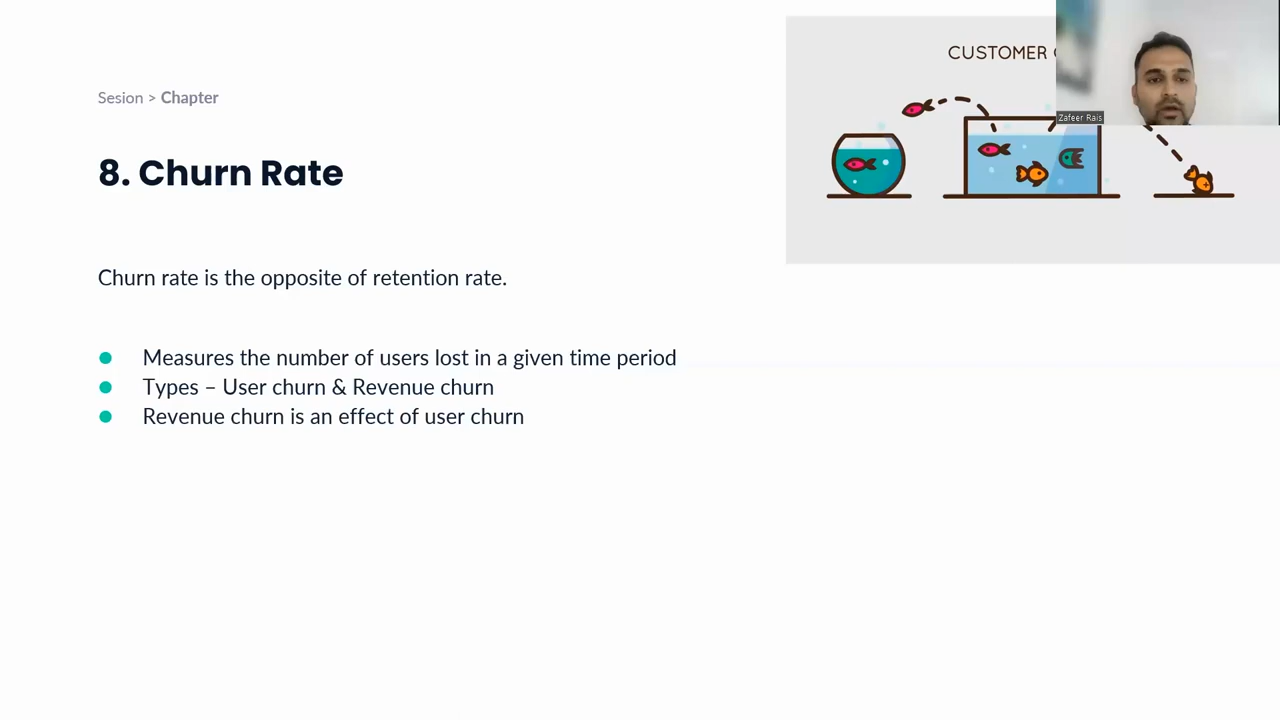 CUSTOMER
Zafeer Rais
Sesion > Chapter
8. Churn Rate
Churn rate is the opposite of retention rate.
● Measures the number of users lost in a given time period
● Types – User churn & Revenue churn
● Revenue churn is an effect of user churn